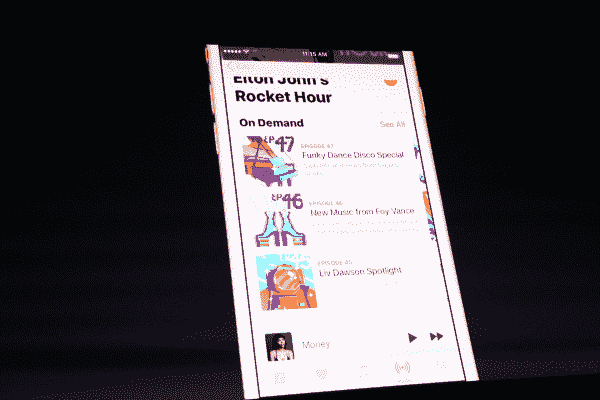 11:15 AM
Elton John's
Rocket Hour
On Demand
See All
EP 47
EPISODE 47
Funky Dance Disco Special
EP 46
EPISODE 46
New Music from Foy Vance
EPISODE 45
Liv Dawson Spotlight
Money